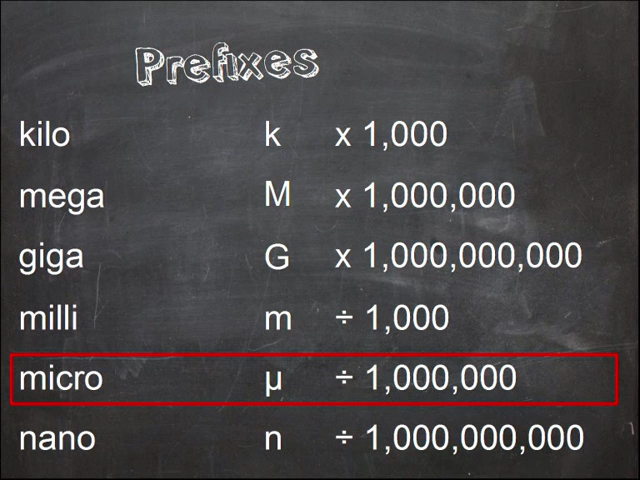 Prefixes
kilo k x 1,000
mega M x 1,000,000
giga G x 1,000,000,000
milli m ÷ 1,000
micro μ ÷ 1,000,000
nano n ÷ 1,000,000,000